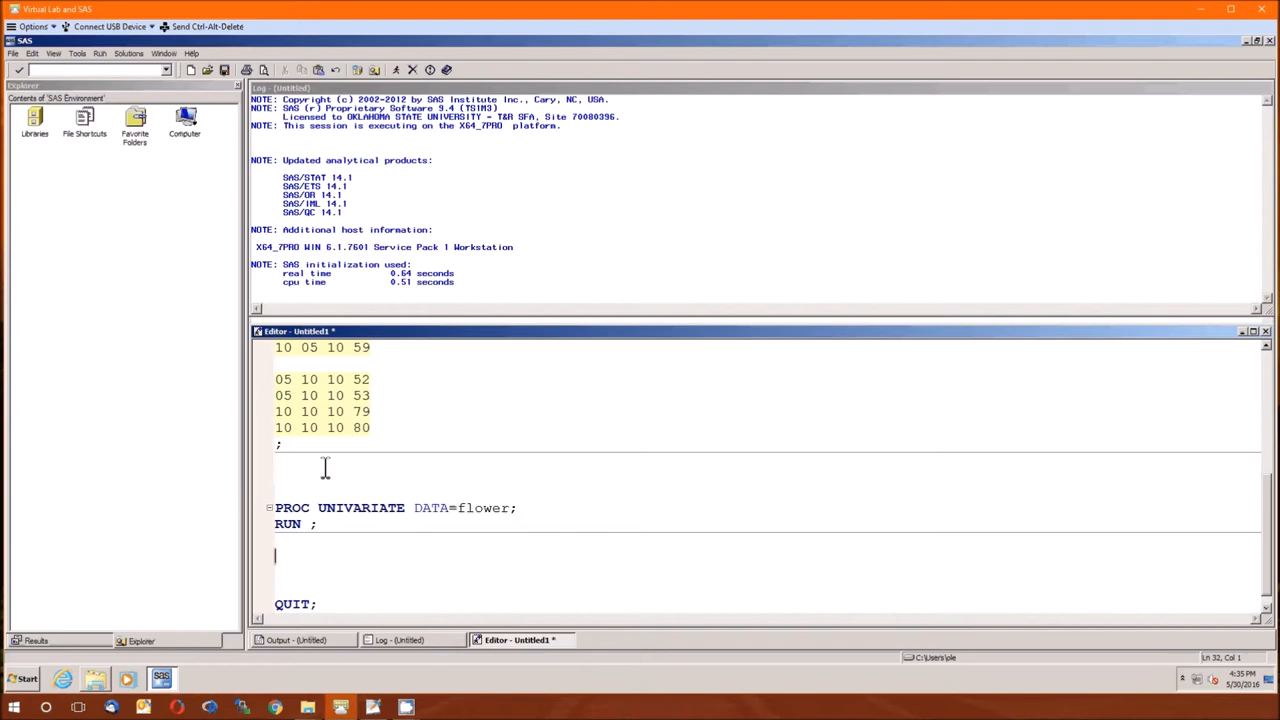 Virtual Lab and SAS
Options Connect USB Device Send Ctrl-Alt-Delete
SAS
File Edit View Tools Run Solutions Window Help
Explorer
Contents of 'SAS Environment'
Libraries File Shortcuts Favorite Folders Computer
Log - (Untitled)
NOTE: Copyright (c) 2002-2012 by SAS Institute Inc., Cary, NC, USA.
NOTE: SAS (r) Proprietary Software 9.4 (TS1M3)
Licensed to OKLAHOMA STATE UNIVERSITY - T&R SFA, Site 70080396.
NOTE: This session is executing on the X64_7PRO platform.
NOTE: Updated analytical products:
SAS/STAT 14.1
SAS/ETS 14.1
SAS/OR 14.1
SAS/IML 14.1
SAS/QC 14.1
NOTE: Additional host information:
X64_7PRO WIN 6.1.7601 Service Pack 1 Workstation
NOTE: SAS initialization used:
real time 0.64 seconds
cpu time 0.51 seconds
Editor - Untitled1 *
10 05 10 59
05 10 10 52
05 10 10 53
10 10 10 79
10 10 10 80
;
PROC UNIVARIATE DATA=flower;
RUN ;
QUIT;
Results Explorer
Output - (Untitled) Log - (Untitled) Editor - Untitled1 *
C:\Users\ple Ln 32, Col 1
Start
sas
4:35 PM
5/30/2016